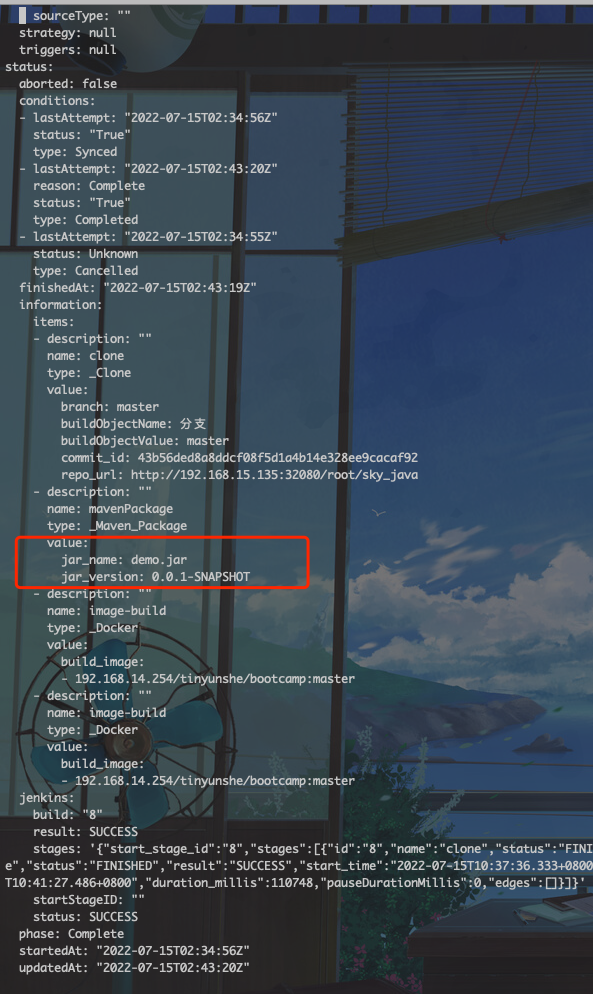 sourceType: ""
strategy: null
triggers: null
status:
aborted: false
conditions:
- lastAttempt: "2022-07-15T02:34:56Z"
status: "True"
type: Synced
- lastAttempt: "2022-07-15T02:43:20Z"
reason: Complete
status: "True"
type: Completed
- lastAttempt: "2022-07-15T02:34:55Z"
status: Unknown
type: Cancelled
finishedAt: "2022-07-15T02:43:19Z"
information:
items:
- description: ""
name: clone
type: _Clone
value:
branch: master
buildObjectName: 分支
buildObjectValue: master
commit_id: 43b56ded8a8ddcf08f5d1a4b14e328ee9cacaf92
repo_url: http://192.168.15.135:32080/root/sky_java
- description: ""
name: mavenPackage
type: _Maven_Package
value:
jar_name: demo.jar
jar_version: 0.0.1-SNAPSHOT
- description: ""
name: image-build
type: _Docker
value:
build_image:
- 192.168.14.254/tinyunshe/bootcamp:master
- description: ""
name: image-build
type: _Docker
value:
build_image:
- 192.168.14.254/tinyunshe/bootcamp:master
jenkins:
build: "8"
result: SUCCESS
stages: '{"start_stage_id":"8","stages":[{"id":"8","name":"clone","status":"FINI
e","status":"FINISHED","result":"SUCCESS","start_time":"2022-07-15T10:37:36.333+0800
T10:41:27.486+0800","duration_millis":110748,"pauseDurationMillis":0,"edges":[]}]}'
startStageID: ""
status: SUCCESS
phase: Complete
startedAt: "2022-07-15T02:34:56Z"
updatedAt: "2022-07-15T02:43:20Z"